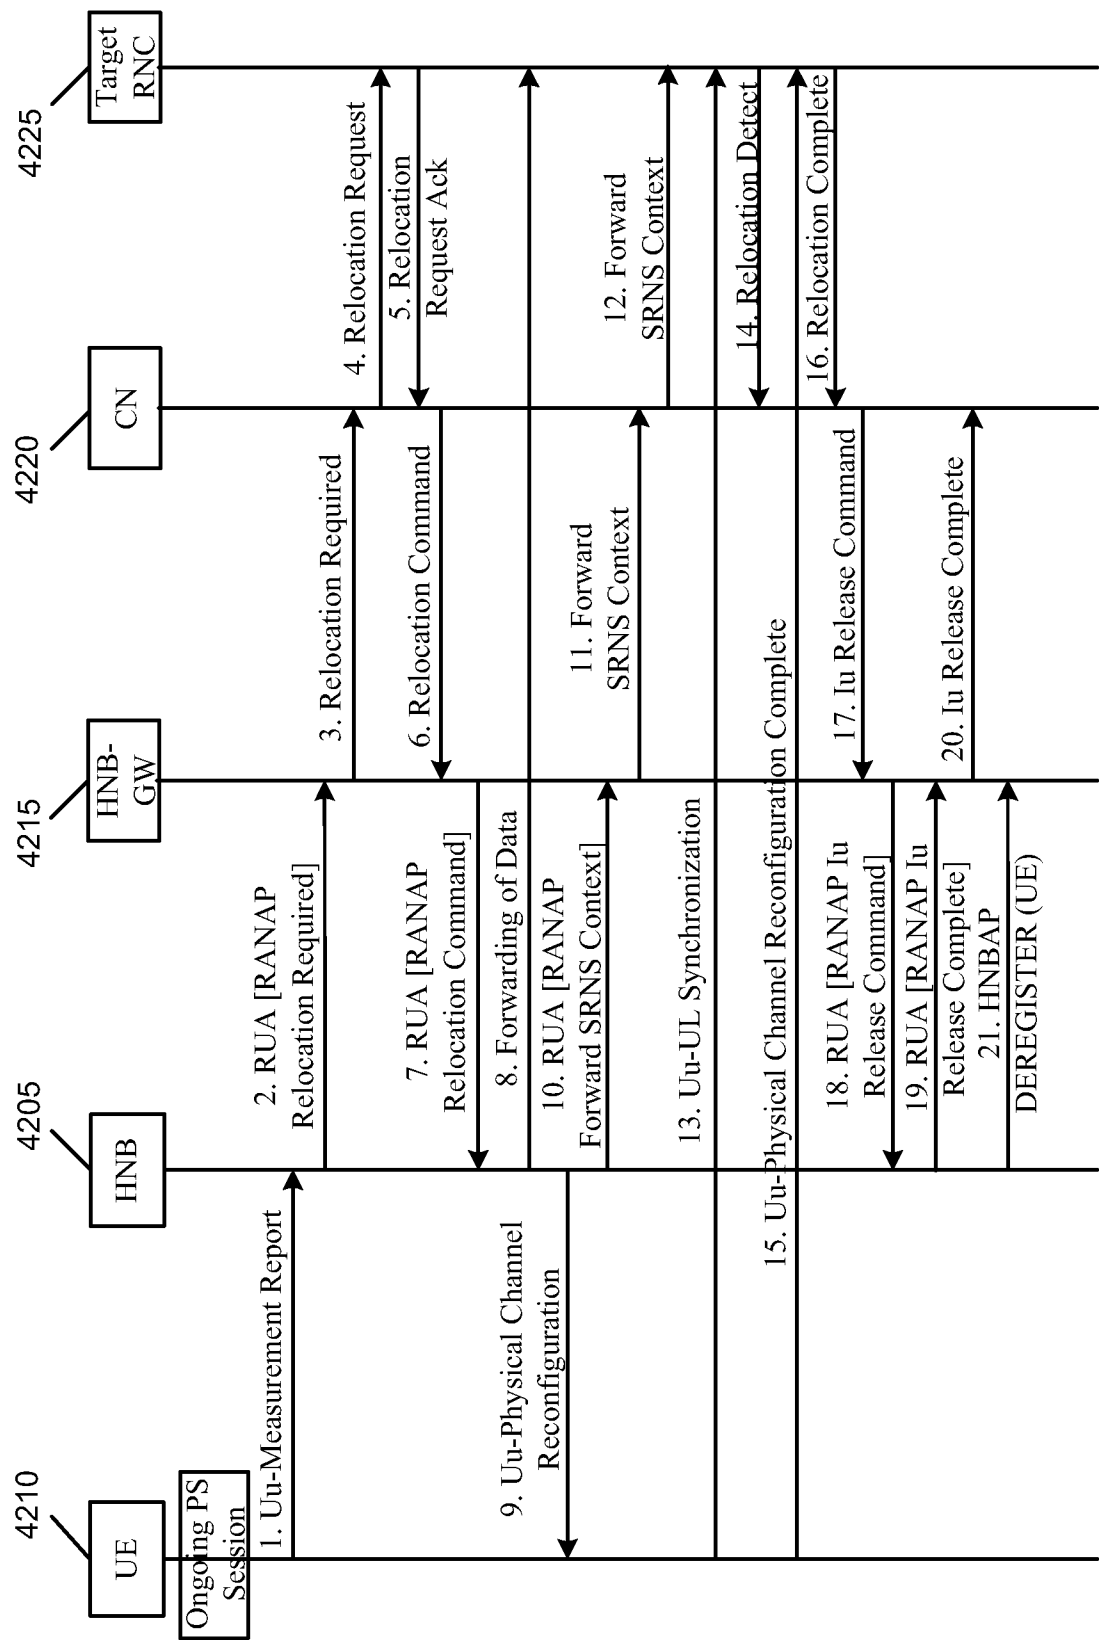 4210
4205
4215
4220
4225
UE
HNB
HNB-
GW
CN
Target
RNC
Ongoing PS
Session
1. Uu-Measurement Report
2. RUA [RANAP
Relocation Required]
3. Relocation Required
4. Relocation Request
5. Relocation
Request Ack
6. Relocation Command
7. RUA [RANAP
Relocation Command]
8. Forwarding of Data
9. Uu-Physical Channel
Reconfiguration
10. RUA [RANAP
Forward SRNS Context]
11. Forward
SRNS Context
12. Forward
SRNS Context
13. Uu-UL Synchronization
14. Relocation Detect
15. Uu-Physical Channel Reconfiguration Complete
16. Relocation Complete
17. Iu Release Command
18. RUA [RANAP Iu
Release Command]
19. RUA [RANAP Iu
Release Complete]
20. Iu Release Complete
21. HNBAP
DEREGISTER (UE)